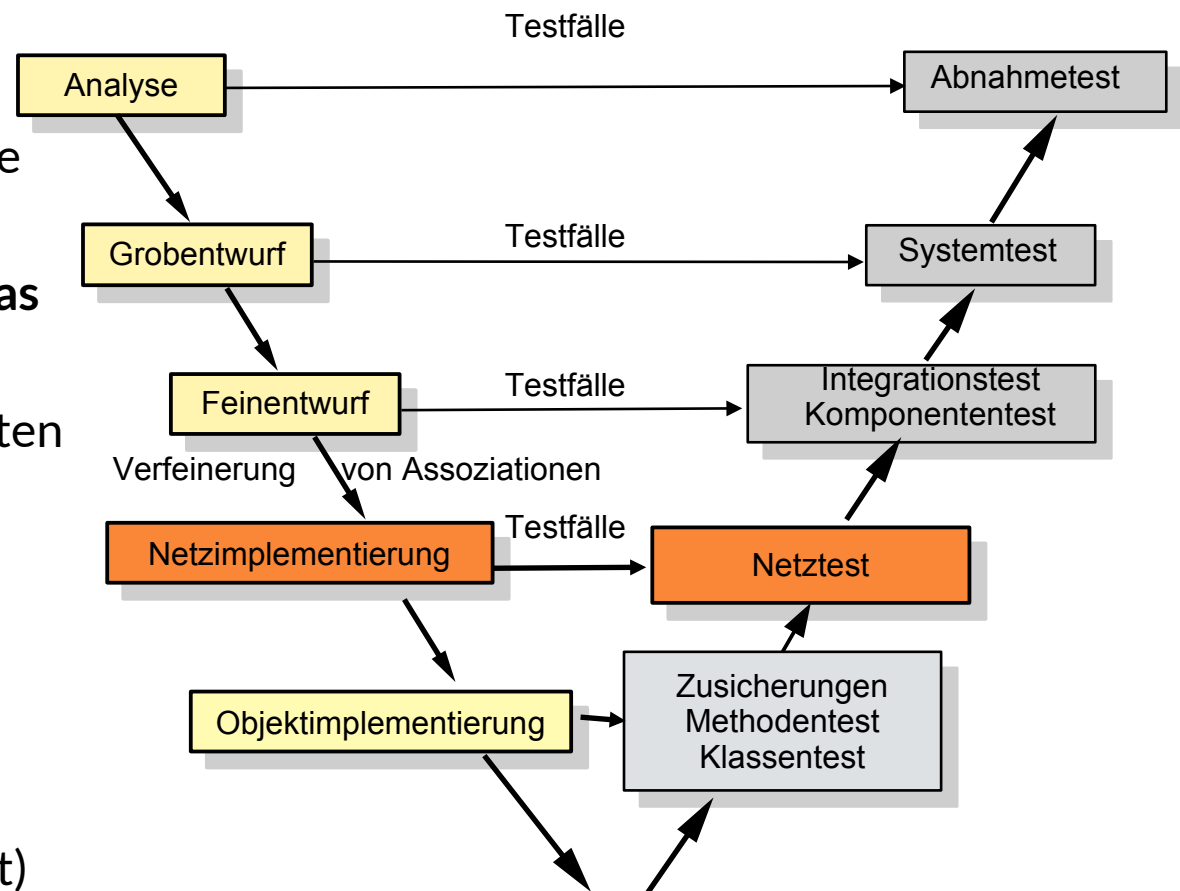 Testfälle
Analyse
Abnahmetest
e
Testfälle
Grobentwurf
Systemtest
as
Testfälle
Feinentwurf
Integrationstest
Komponententest
ten
Verfeinerung von Assoziationen
Testfälle
Netzimplementierung
Netztest
Zusicherungen
Objektimplementierung
Methodentest
Klassentest
t)